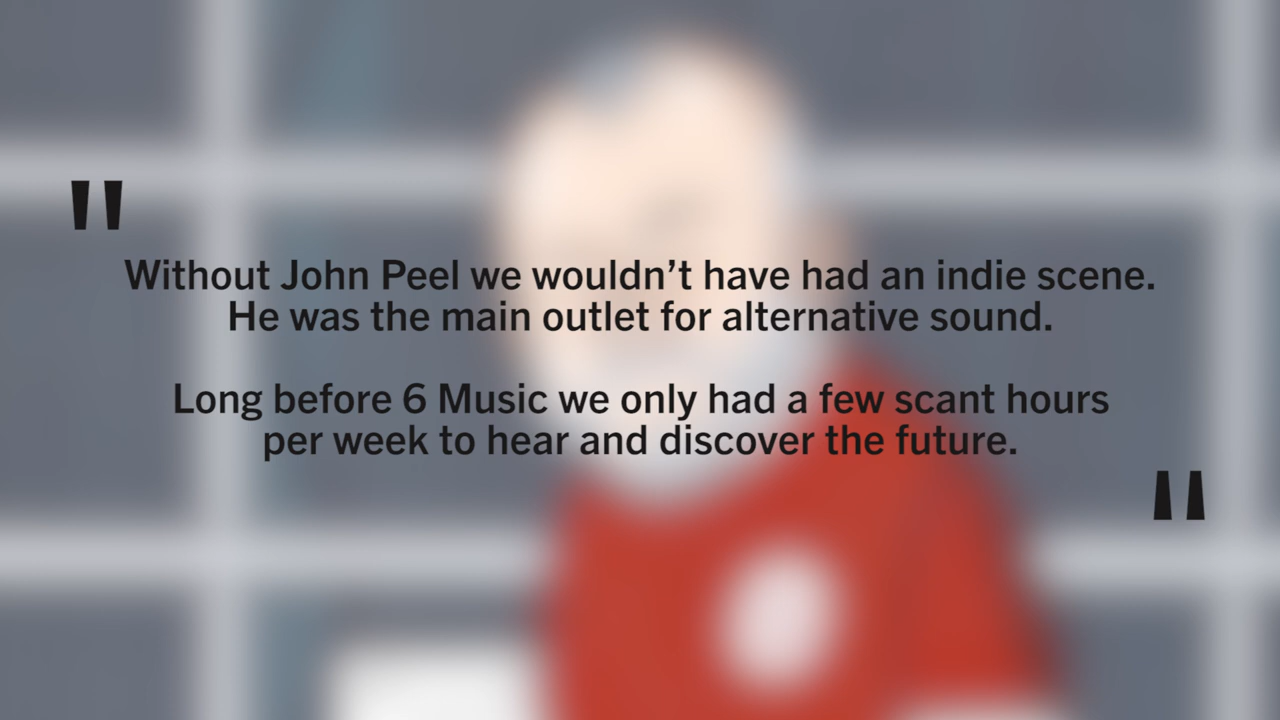 "
Without John Peel we wouldn’t have had an indie scene.
He was the main outlet for alternative sound.
Long before 6 Music we only had a few scant hours
per week to hear and discover the future.
"